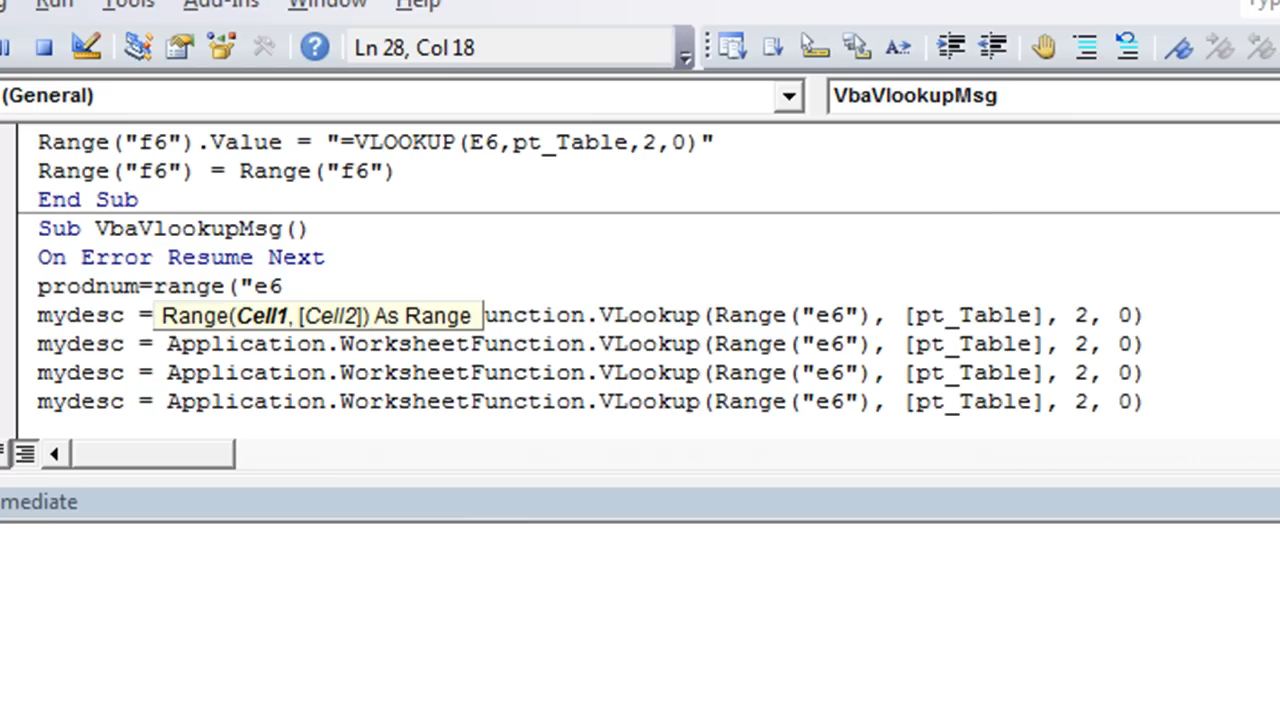 Run Tools Add-Ins Window Help
Ln 28, Col 18
(General) VbaVlookupMsg
Range("f6").Value = "=VLOOKUP(E6,pt_Table,2,0)"
Range("f6") = Range("f6")
End Sub
Sub VbaVlookupMsg()
On Error Resume Next
prodnum=range("e6
mydesc = unction.VLookup(Range("e6"), [pt_Table], 2, 0)
Range(Cell1, [Cell2]) As Range
mydesc = Application.WorksheetFunction.VLookup(Range("e6"), [pt_Table], 2, 0)
mydesc = Application.WorksheetFunction.VLookup(Range("e6"), [pt_Table], 2, 0)
mydesc = Application.WorksheetFunction.VLookup(Range("e6"), [pt_Table], 2, 0)
mediate